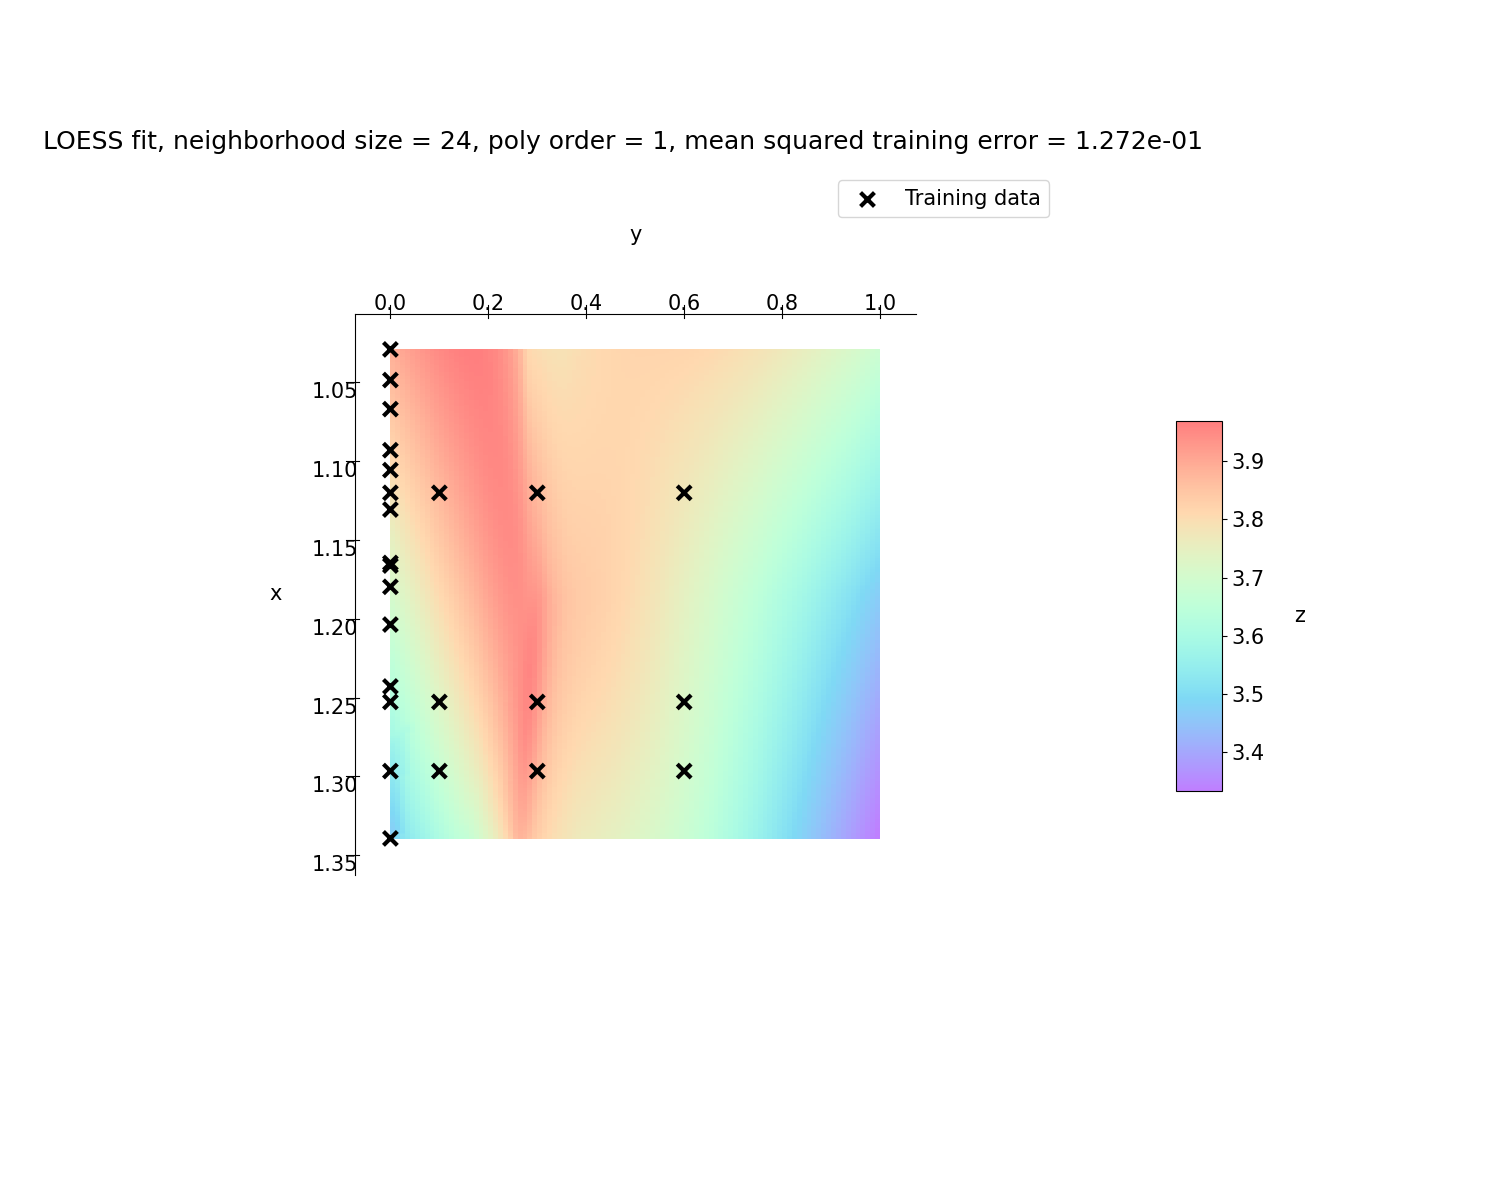 LOESS fit, neighborhood size = 24, poly order = 1, mean squared training error = 1.272e-01
Training data
y
0.0 0.2 0.4 0.6 0.8 1.0
1.05
1.10
1.15
x
1.20
1.25
1.30
1.35
3.9
3.8
3.7
3.6
z
3.5
3.4